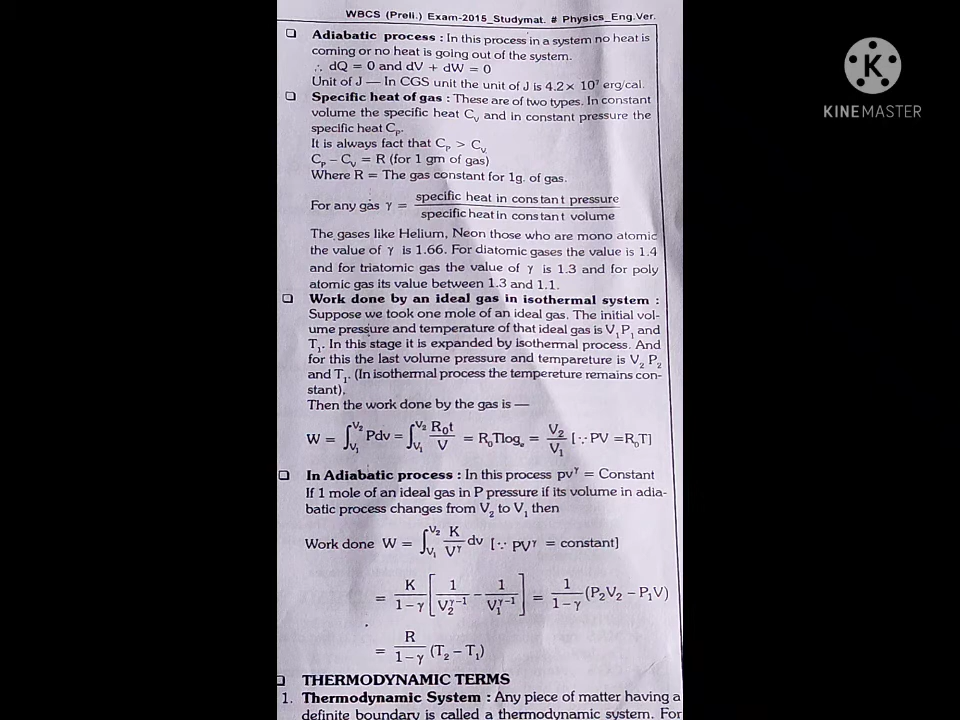 WBCS (Preli.) Exam-2015_Studymat. # Physics_Eng.Ver.
❑ Adiabatic process : In this process in a system no heat is
coming or no heat is going out of the system.
∴ dQ = 0 and dV + dW = 0
Unit of J — In CGS unit the unit of J is 4.2 × 10⁷ erg/cal.
❑ Specific heat of gas : These are of two types. In constant
volume the specific heat Cᵥ and in constant pressure the
specific heat Cₚ.
It is always fact that Cₚ > Cᵥ
Cₚ – Cᵥ = R (for 1 gm of gas)
Where R = The gas constant for 1g. of gas.
For any gas γ = specific heat in constant pressure / specific heat in constant volume
The gases like Helium, Neon those who are mono atomic
the value of γ is 1.66. For diatomic gases the value is 1.4
and for triatomic gas the value of γ is 1.3 and for poly
atomic gas its value between 1.3 and 1.1.
❑ Work done by an ideal gas in isothermal system :
Suppose we took one mole of an ideal gas. The initial vol-
ume pressure and temperature of that ideal gas is V₁ P₁ and
T₁. In this stage it is expanded by isothermal process. And
for this the last volume pressure and tempareture is V₂ P₂
and T₁. (In isothermal process the tempereture remains con-
stant).
Then the work done by the gas is —
W = ∫_V₁^V₂ Pdv = ∫_V₁^V₂ R₀t / V = R₀Tlogₑ = V₂ / V₁ [∵ PV = R₀T]
❑ In Adiabatic process : In this process pv^γ = Constant
If 1 mole of an ideal gas in P pressure if its volume in adia-
batic process changes from V₂ to V₁ then
Work done W = ∫_V₁^V₂ K / V^γ dv [∵ PV^γ = constant]
= K / 1–γ [1 / V₂^γ–1 – 1 / V₁^γ–1] = 1 / 1–γ (P₂V₂ – P₁V)
= R / 1–γ (T₂ – T₁)
❑ THERMODYNAMIC TERMS
1. Thermodynamic System : Any piece of matter having a
definite boundary is called a thermodynamic system. For
K
KINEMASTER